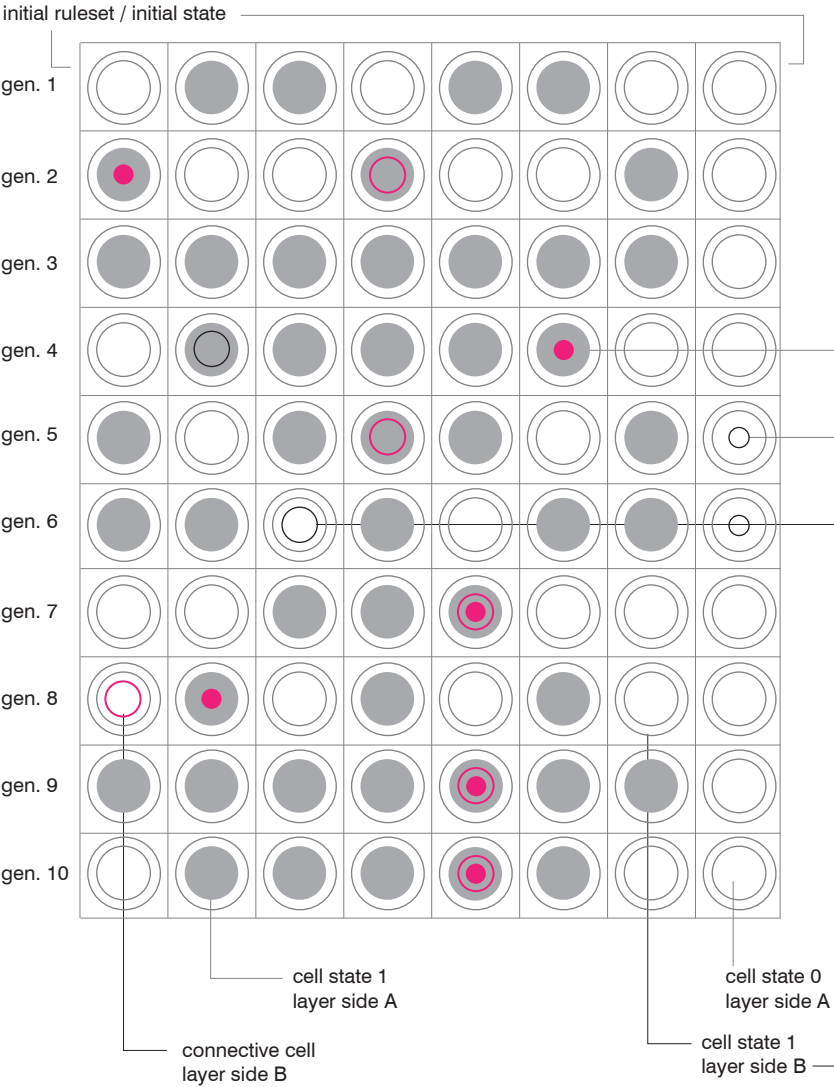 initial ruleset / initial state
gen. 1
gen. 2
gen. 3
gen. 4
gen. 5
gen. 6
gen. 7
gen. 8
gen. 9
gen. 10
cell state 1
layer side A
cell state 0
layer side A
connective cell
layer side B
cell state 1
layer side B